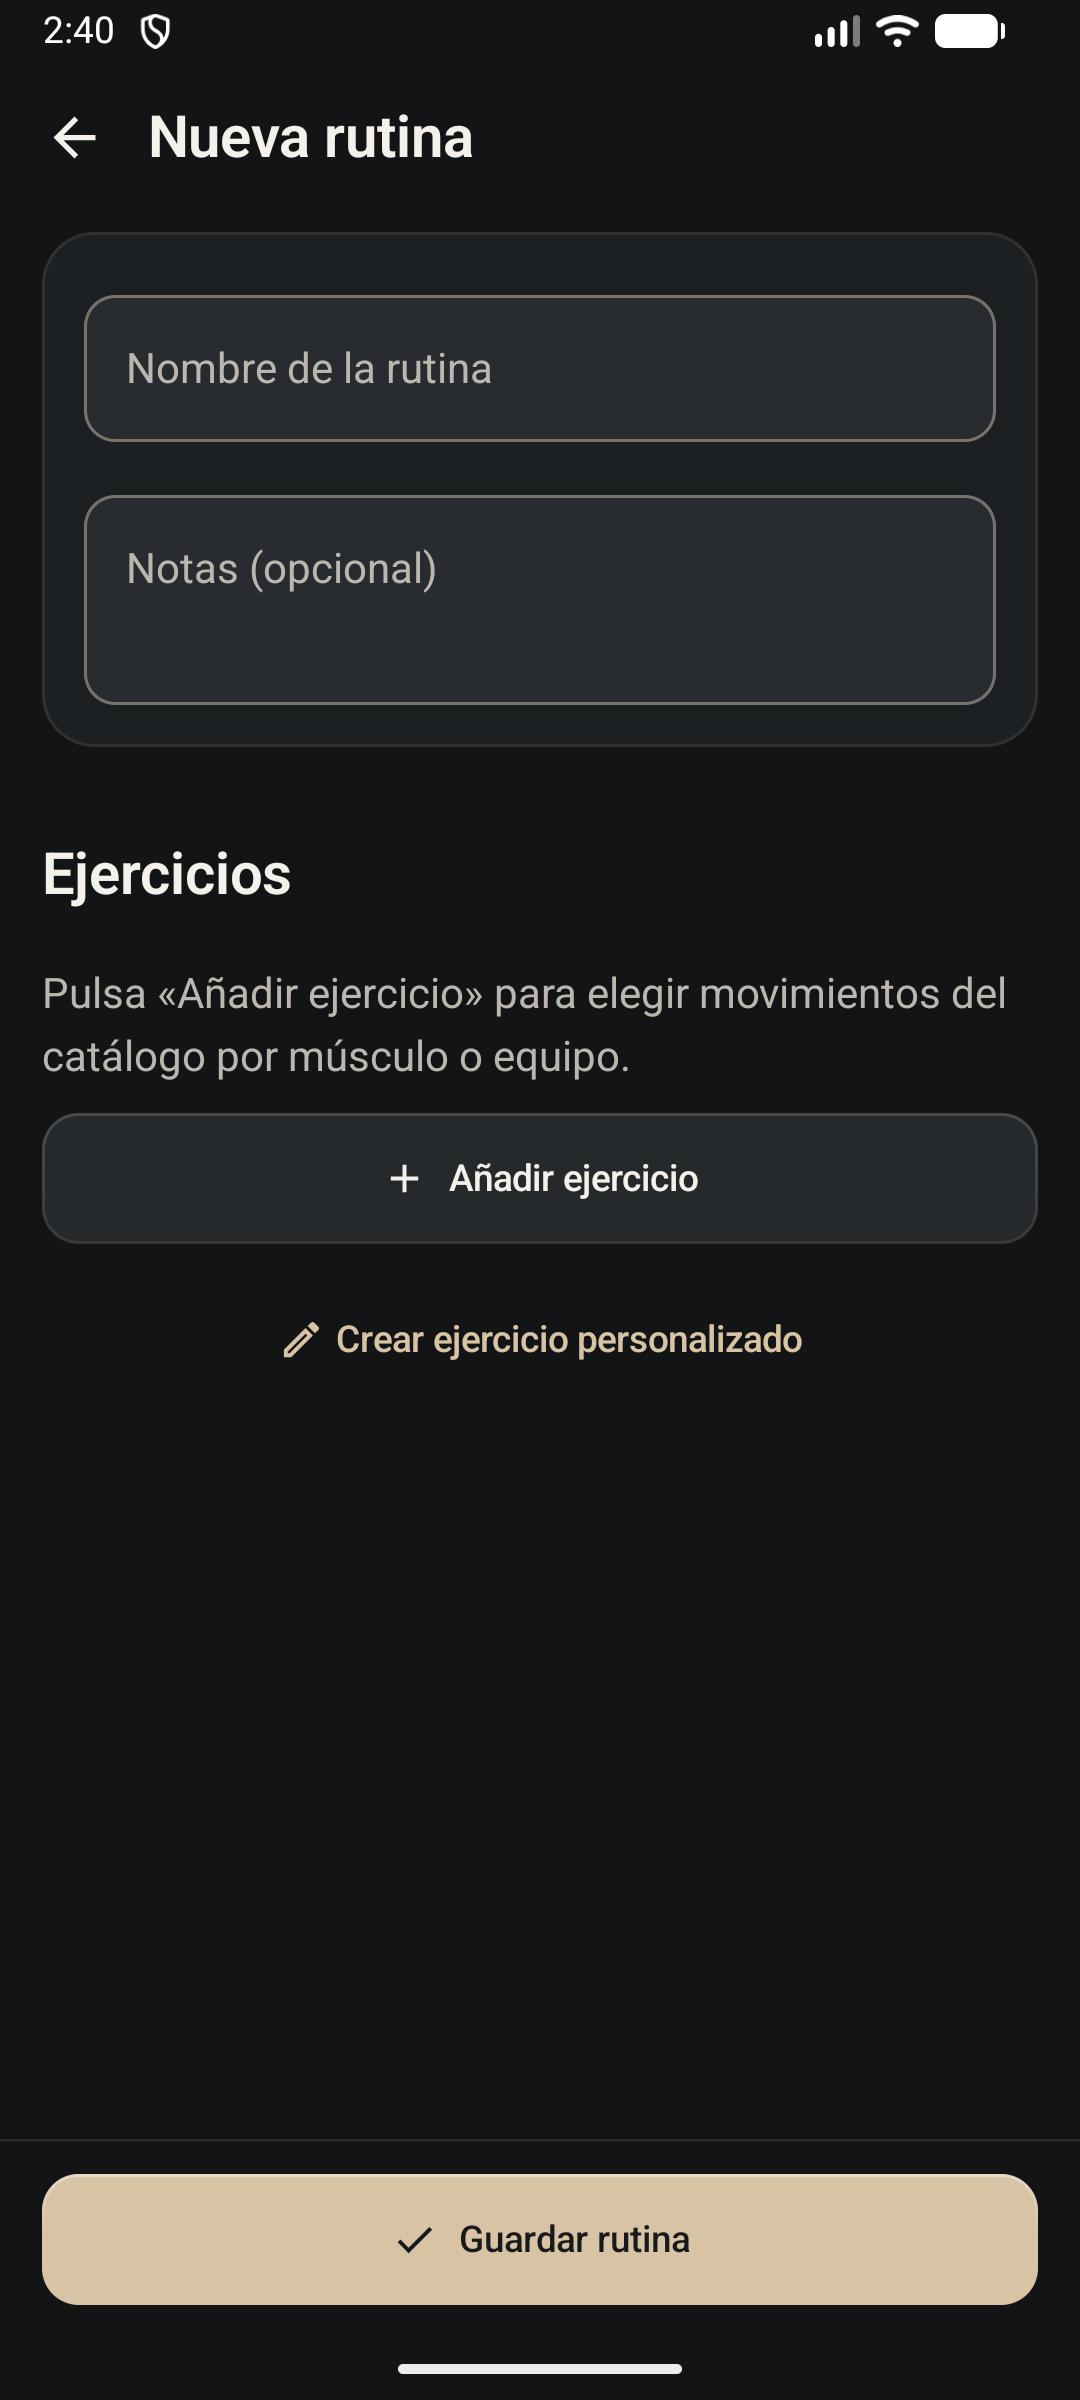 2:40
Nueva rutina
Nombre de la rutina
Notas (opcional)
Ejercicios
Pulsa «Añadir ejercicio» para elegir movimientos del
catálogo por músculo o equipo.
Añadir ejercicio
Crear ejercicio personalizado
Guardar rutina